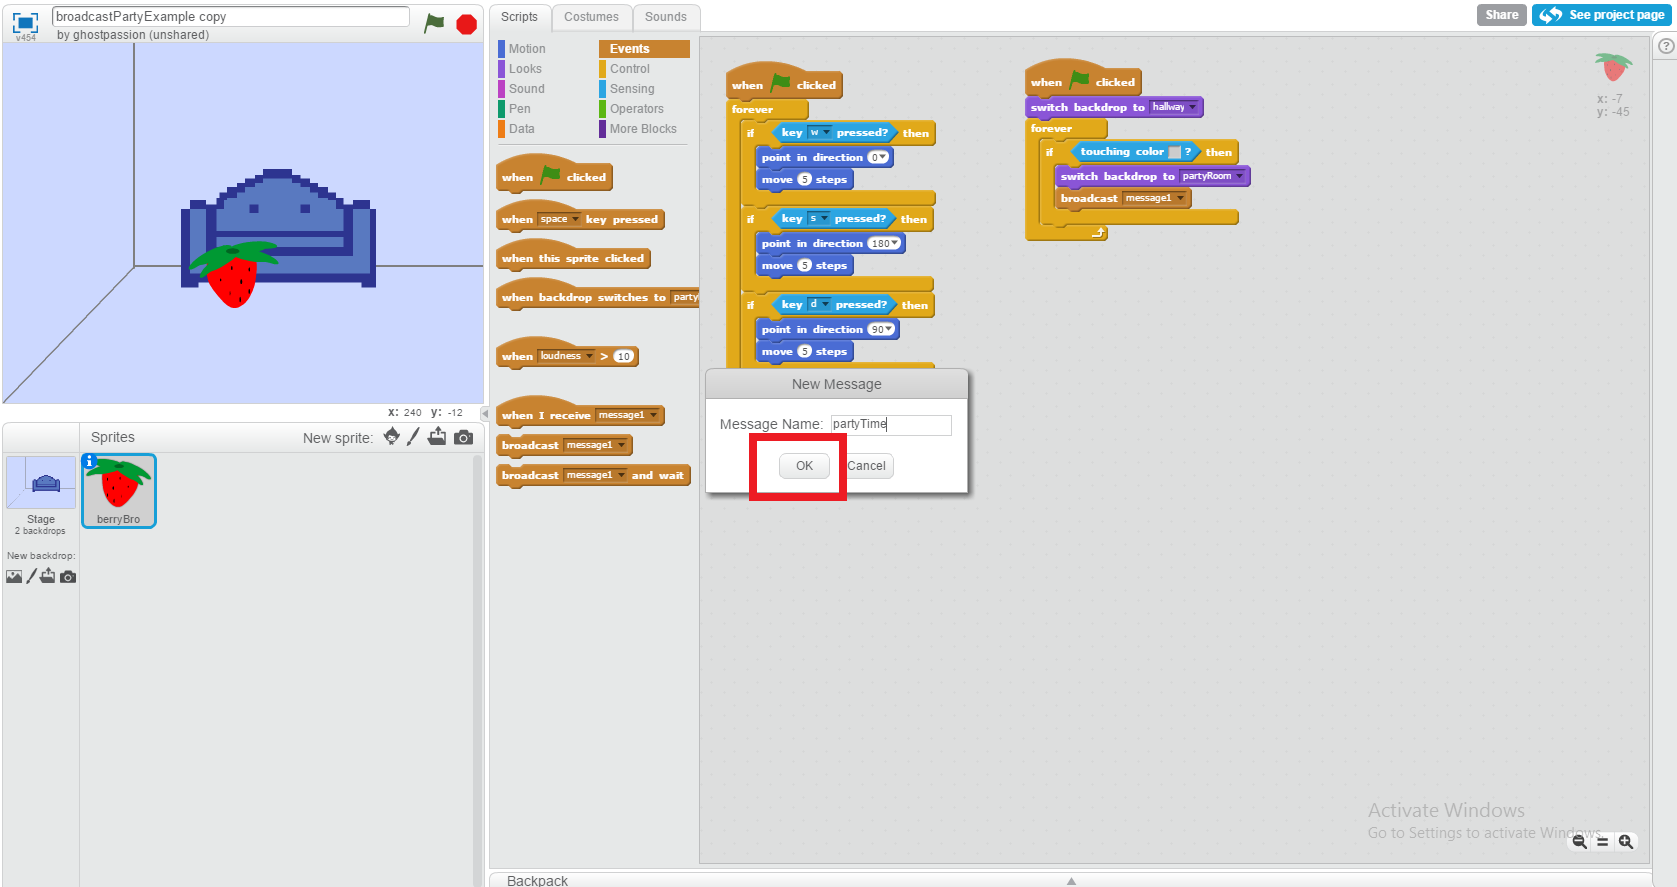 broadcastPartyExample copy
by ghostpassion (unshared)
v454
Scripts
Costumes
Sounds
Share
See project page
Motion
Looks
Sound
Pen
Data
Events
Control
Sensing
Operators
More Blocks
when clicked
when space key pressed
when this sprite clicked
when backdrop switches to party
when loudness > 10
when I receive message1
broadcast message1
broadcast message1 and wait
when clicked
forever
if key w pressed? then
point in direction 0
move 5 steps
if key s pressed? then
point in direction 180
move 5 steps
if key d pressed? then
point in direction 90
move 5 steps
when clicked
switch backdrop to hallway
forever
if touching color ? then
switch backdrop to partyRoom
broadcast message1
x: -7
y: -45
?
New Message
Message Name: partyTime
OK
Cancel
x: 240 y: -12
Sprites
New sprite:
i
berryBro
Stage
2 backdrops
New backdrop:
Activate Windows
Go to Settings to activate Windows.
Backpack